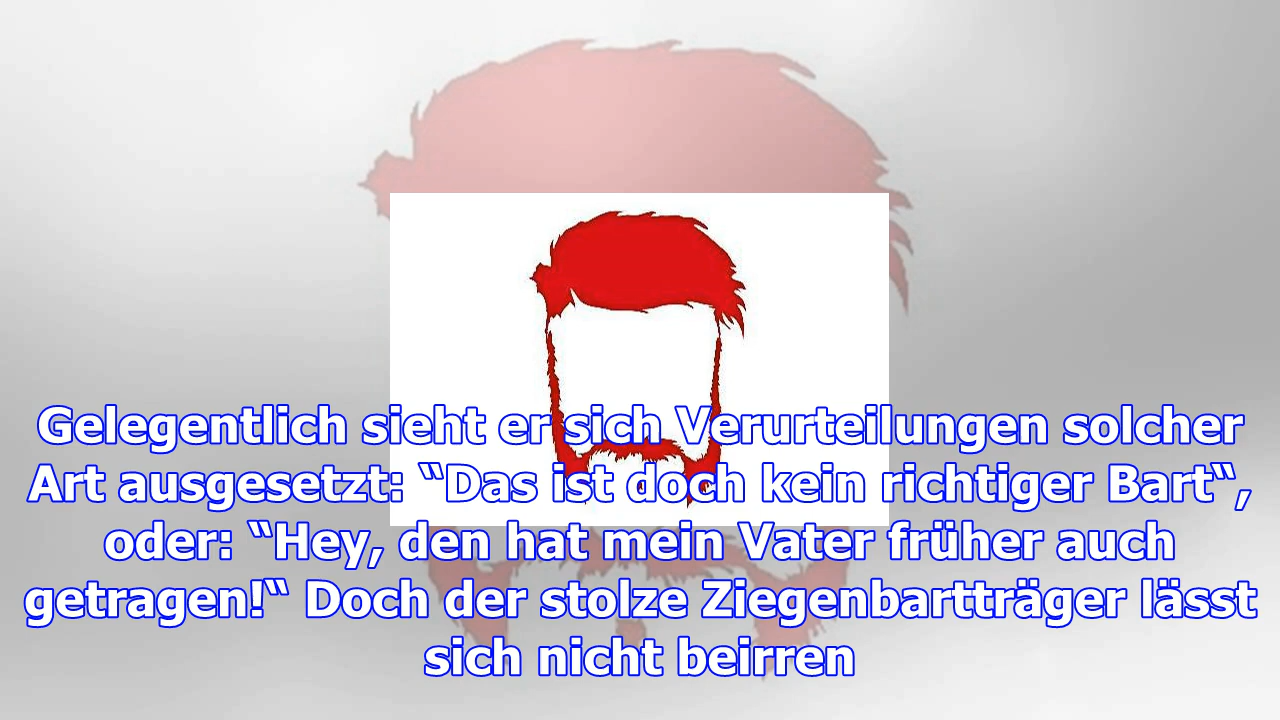 Gelegentlich sieht er sich Verurteilungen solcher
Art ausgesetzt: “Das ist doch kein richtiger Bart“,
oder: “Hey, den hat mein Vater früher auch
getragen!“ Doch der stolze Ziegenbartträger lässt
sich nicht beirren